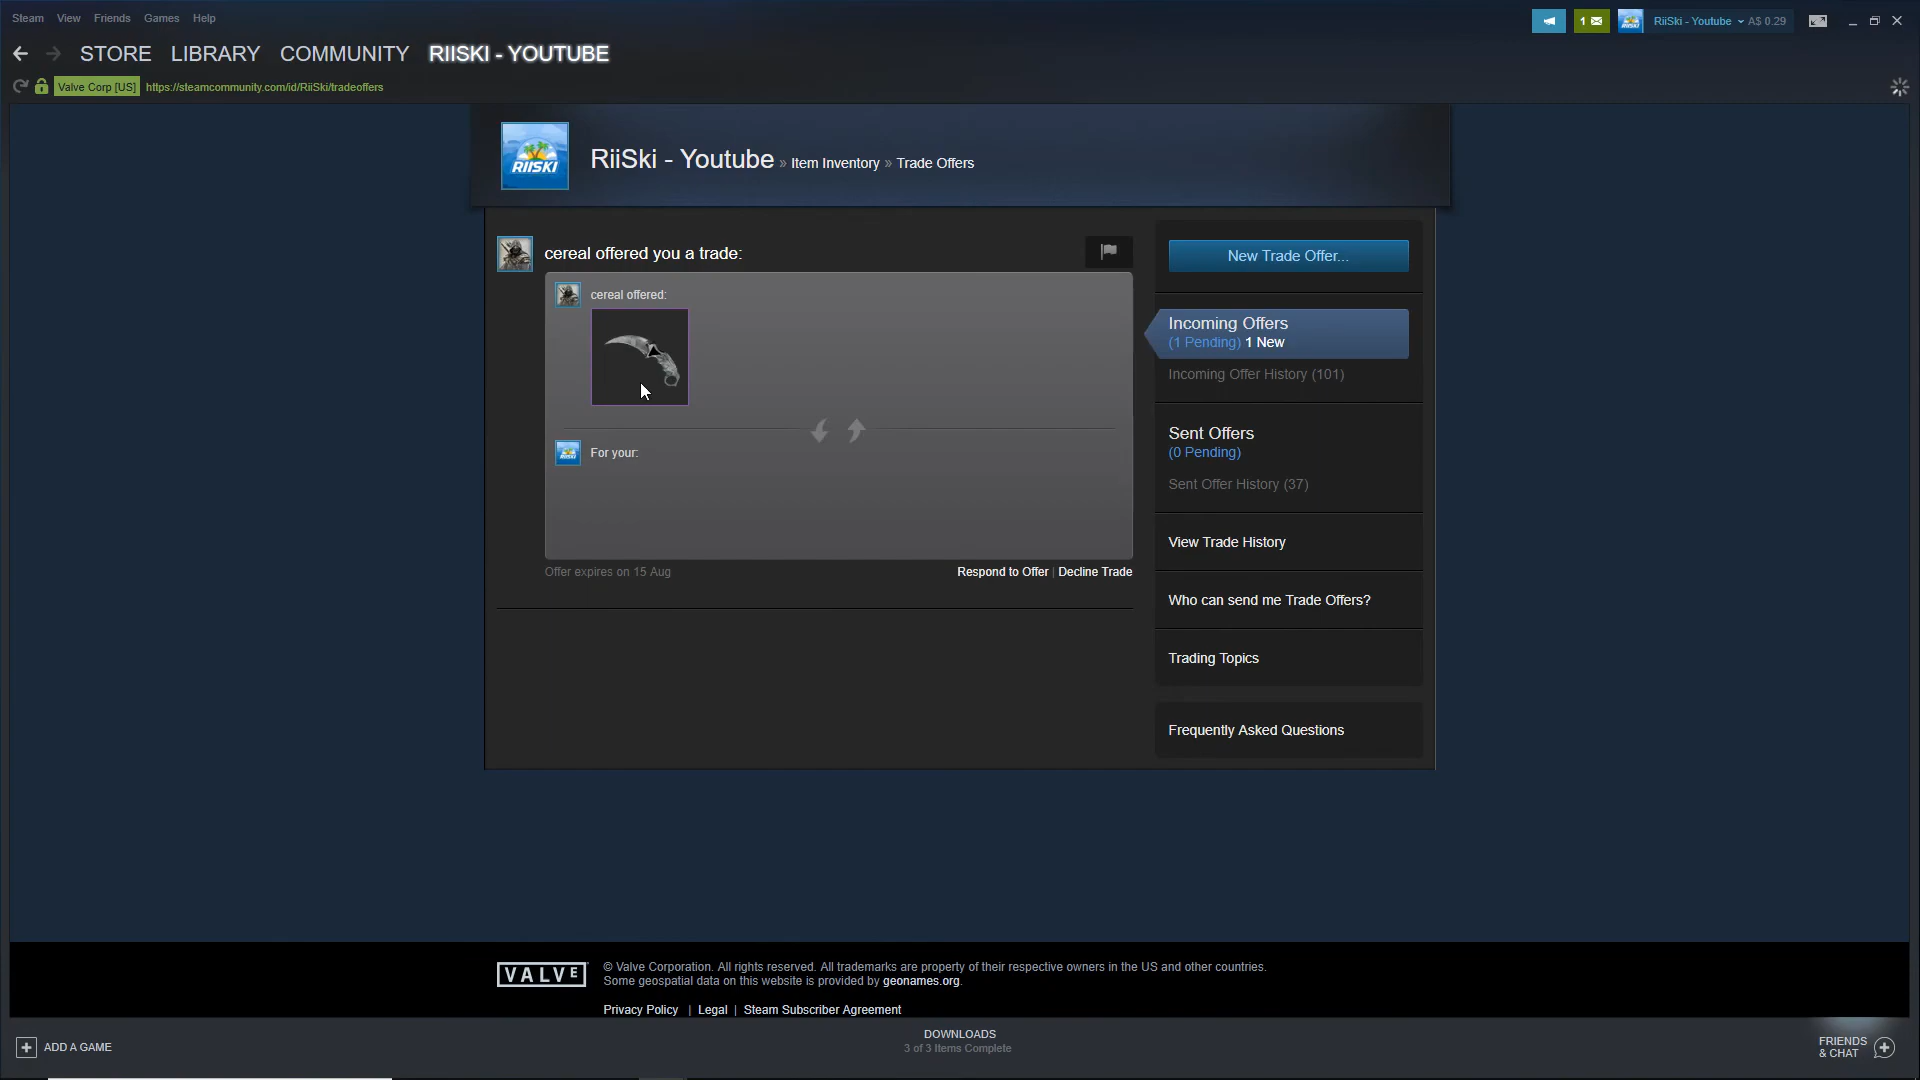 Steam View Friends Games Help
1 RiiSki - Youtube A$ 0.29
STORE LIBRARY COMMUNITY RIISKI - YOUTUBE
Valve Corp [US] https://steamcommunity.com/id/RiiSki/tradeoffers
RIISKI
RiiSki - Youtube » Item Inventory » Trade Offers
cereal offered you a trade:
cereal offered:
For your:
Offer expires on 15 Aug
Respond to Offer | Decline Trade
New Trade Offer...
Incoming Offers
(1 Pending) 1 New
Incoming Offer History (101)
Sent Offers
(0 Pending)
Sent Offer History (37)
View Trade History
Who can send me Trade Offers?
Trading Topics
Frequently Asked Questions
VALVE
© Valve Corporation. All rights reserved. All trademarks are property of their respective owners in the US and other countries.
Some geospatial data on this website is provided by geonames.org.
Privacy Policy | Legal | Steam Subscriber Agreement
ADD A GAME
DOWNLOADS
3 of 3 Items Complete
FRIENDS
& CHAT